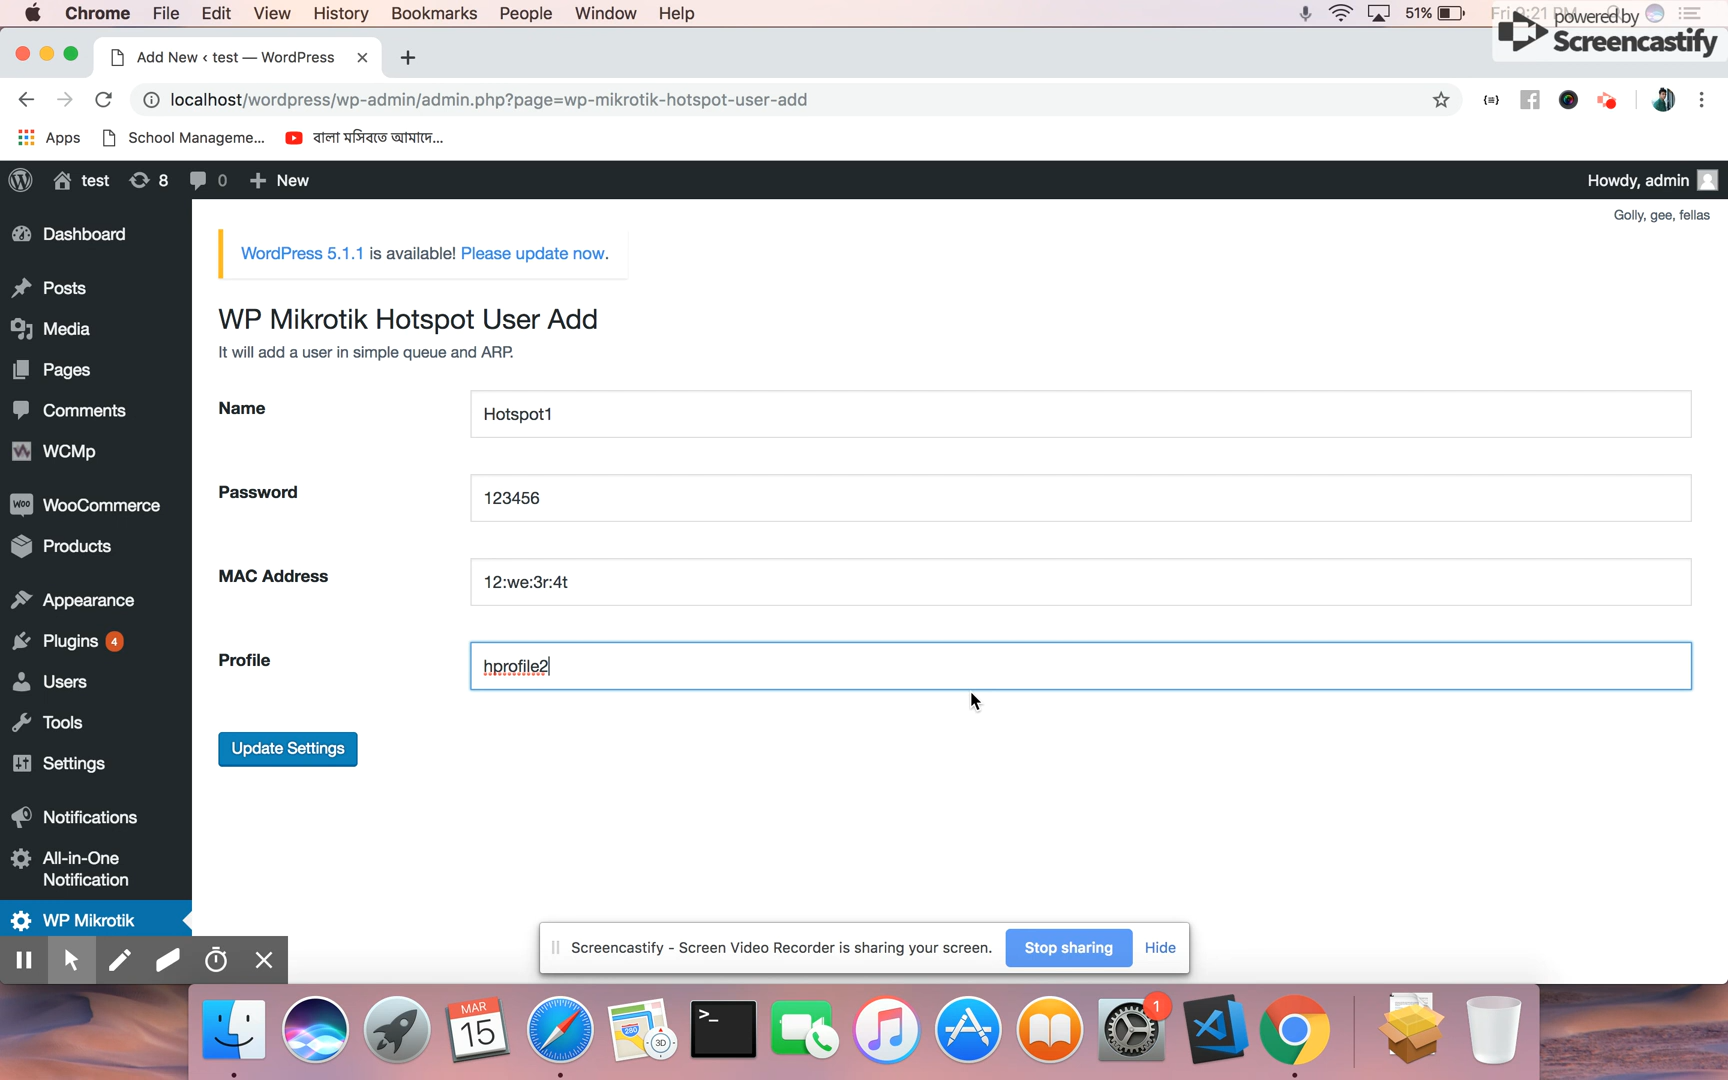 Chrome File Edit View History Bookmarks People Window Help 51%
powered by
Screencastify
Add New ‹ test — WordPress
localhost/wordpress/wp-admin/admin.php?page=wp-mikrotik-hotspot-user-add
Apps School Manageme... বালা মসিবতে আমাদে...
test 8 0 New Howdy, admin
Golly, gee, fellas
Dashboard
Posts
Media
Pages
Comments
WCMp
WooCommerce
Products
Appearance
Plugins 4
Users
Tools
Settings
Notifications
All-in-One
Notification
WP Mikrotik
WordPress 5.1.1 is available! Please update now.
WP Mikrotik Hotspot User Add
It will add a user in simple queue and ARP.
Name Hotspot1
Password 123456
MAC Address 12:we:3r:4t
Profile hprofile2
Update Settings
Screencastify - Screen Video Recorder is sharing your screen. Stop sharing Hide
MAR
15
280
3D
1